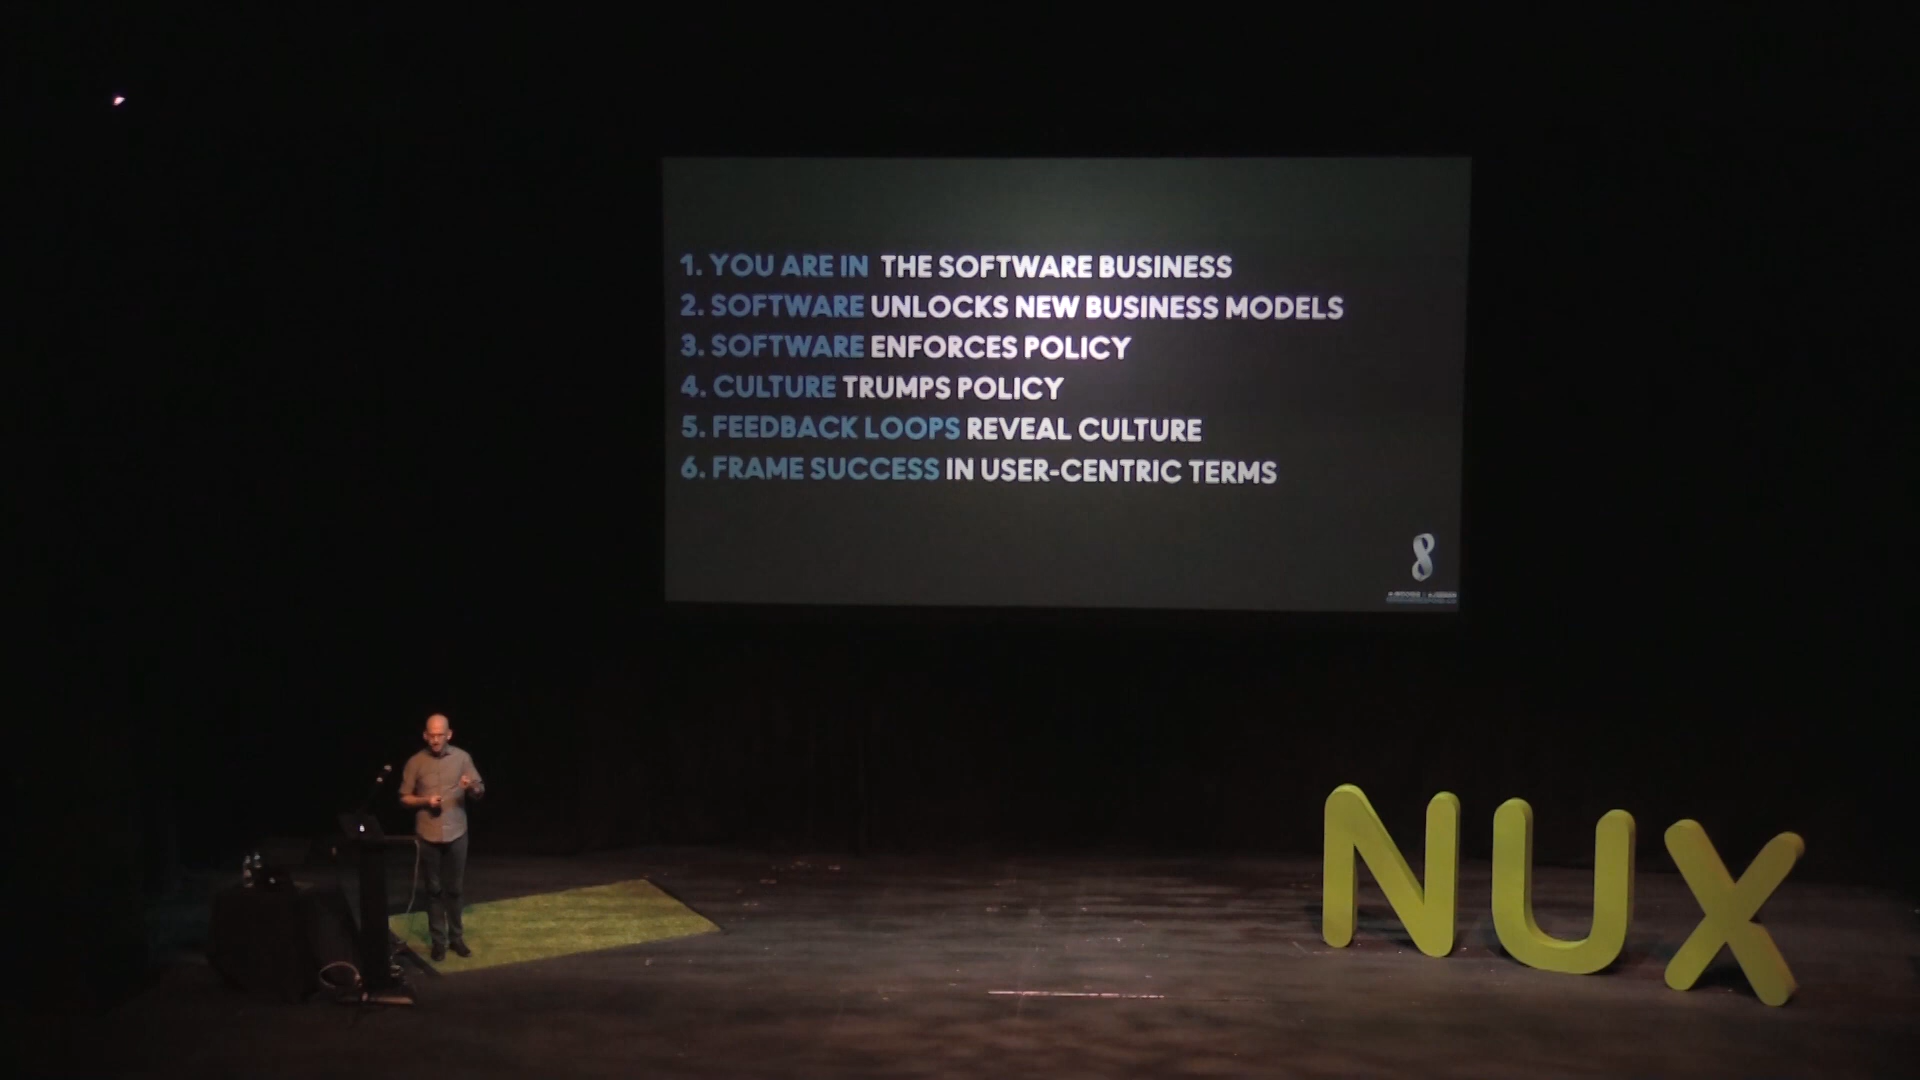 1. YOU ARE IN THE SOFTWARE BUSINESS
2. SOFTWARE UNLOCKS NEW BUSINESS MODELS
3. SOFTWARE ENFORCES POLICY
4. CULTURE TRUMPS POLICY
5. FEEDBACK LOOPS REVEAL CULTURE
6. FRAME SUCCESS IN USER-CENTRIC TERMS
8
NUX